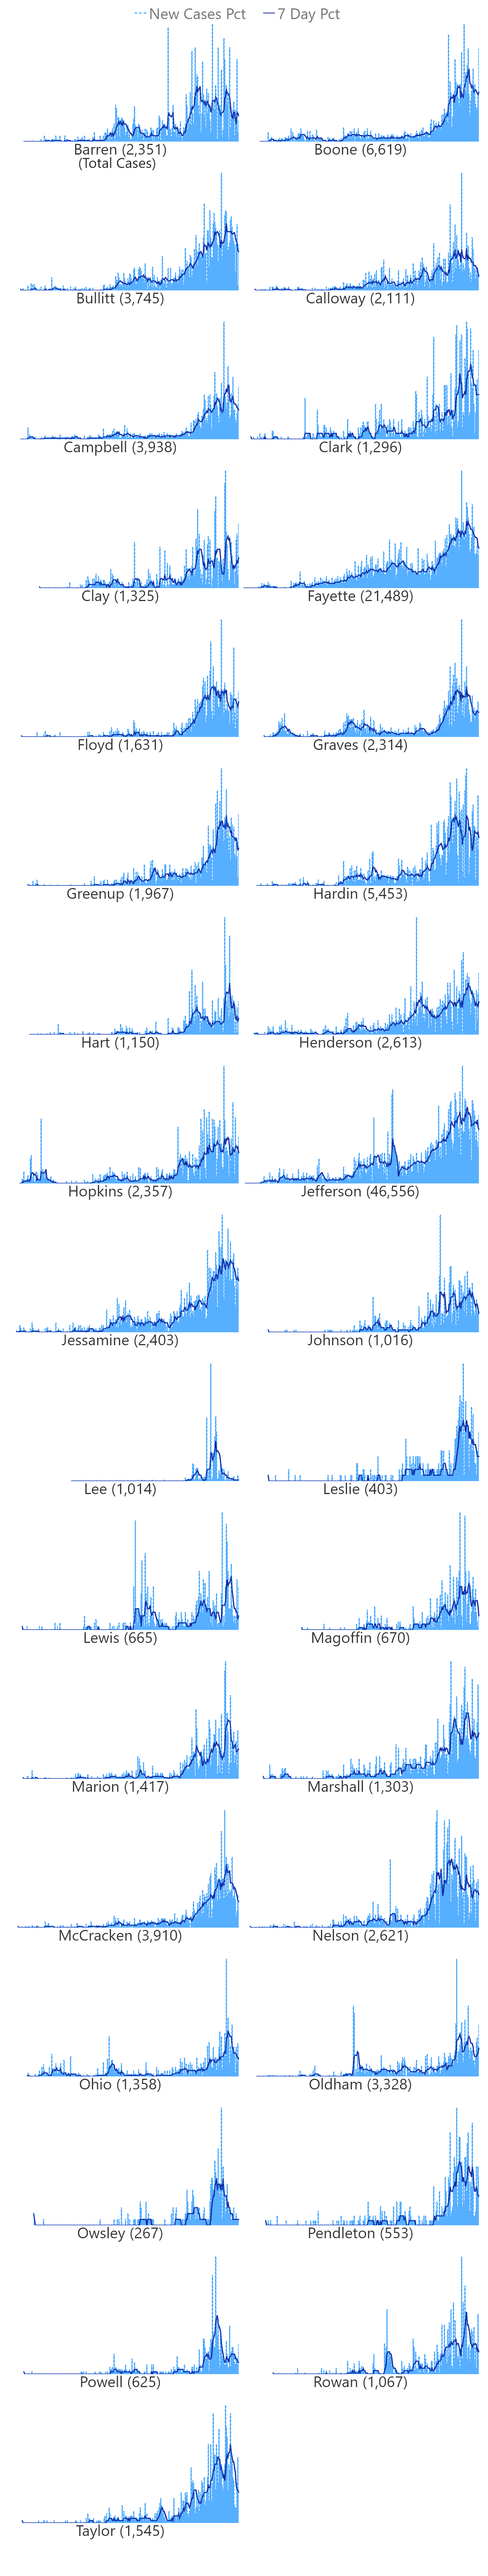 New Cases Pct 7 Day Pct
Barren (2,351) Boone (6,619)
(Total Cases)
Bullitt (3,745) Calloway (2,111)
Campbell (3,938) Clark (1,296)
Clay (1,325) Fayette (21,489)
Floyd (1,631) Graves (2,314)
Greenup (1,967) Hardin (5,453)
Hart (1,150) Henderson (2,613)
Hopkins (2,357) Jefferson (46,556)
Jessamine (2,403) Johnson (1,016)
Lee (1,014) Leslie (403)
Lewis (665) Magoffin (670)
Marion (1,417) Marshall (1,303)
McCracken (3,910) Nelson (2,621)
Ohio (1,358) Oldham (3,328)
Owsley (267) Pendleton (553)
Powell (625) Rowan (1,067)
Taylor (1,545)